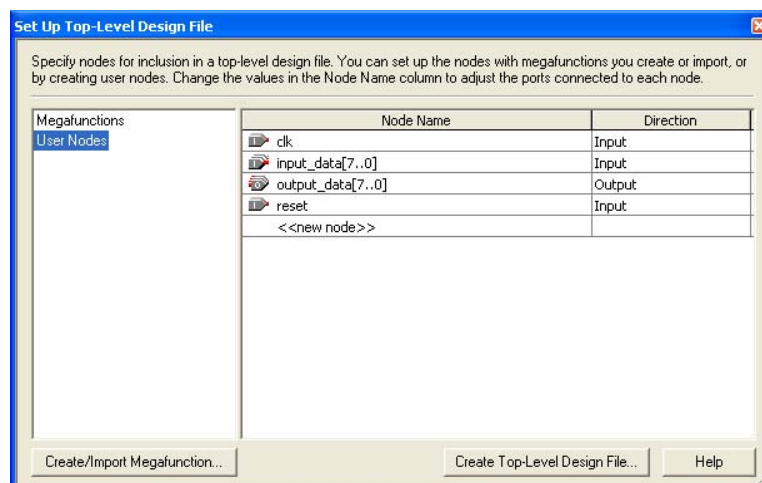 Set Up Top-Level Design File
Specify nodes for inclusion in a top-level design file. You can set up the nodes with megafunctions you create or import, or
by creating user nodes. Change the values in the Node Name column to adjust the ports connected to each node.
Megafunctions
User Nodes
Node Name Direction
clk Input
input_data[7..0] Input
output_data[7..0] Output
reset Input
<<new node>>
Create/Import Megafunction... Create Top-Level Design File... Help